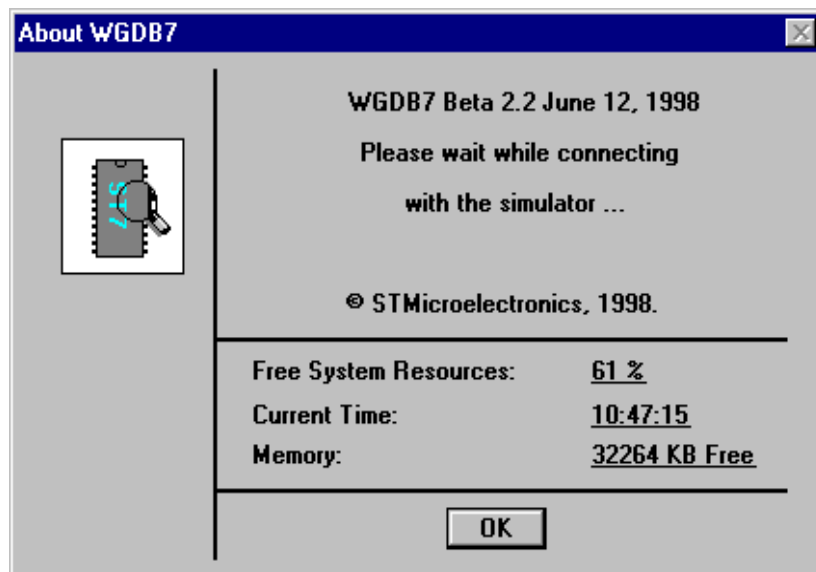 About WGDB7
ST7
WGDB7 Beta 2.2 June 12, 1998
Please wait while connecting
with the simulator ...
© STMicroelectronics, 1998.
Free System Resources: 61 %
Current Time: 10:47:15
Memory: 32264 KB Free
OK